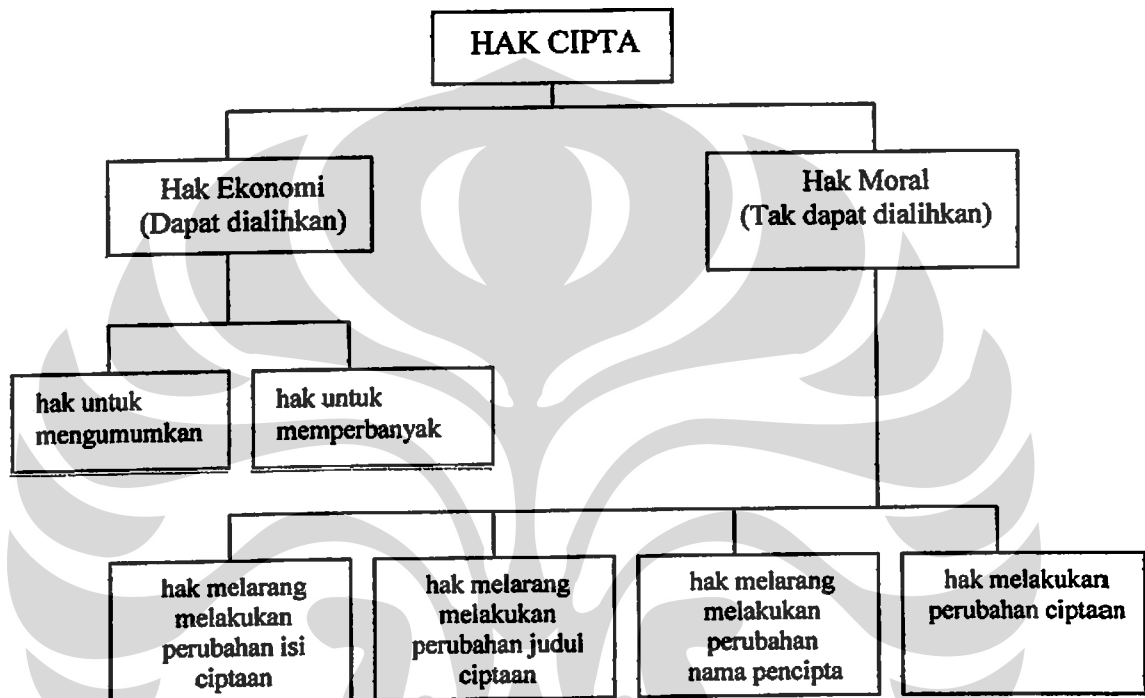 HAK CIPTA
Hak Ekonomi
(Dapat dialihkan)
Hak Moral
(Tak dapat dialihkan)
hak untuk
mengumumkan
hak untuk
memperbanyak
hak melarang
melakukan
perubahan isi
ciptaan
hak melarang
melakukan
perubahan judul
ciptaan
hak melarang
melakukan
perubahan
nama pencipta
hak melakukan
perubahan ciptaan